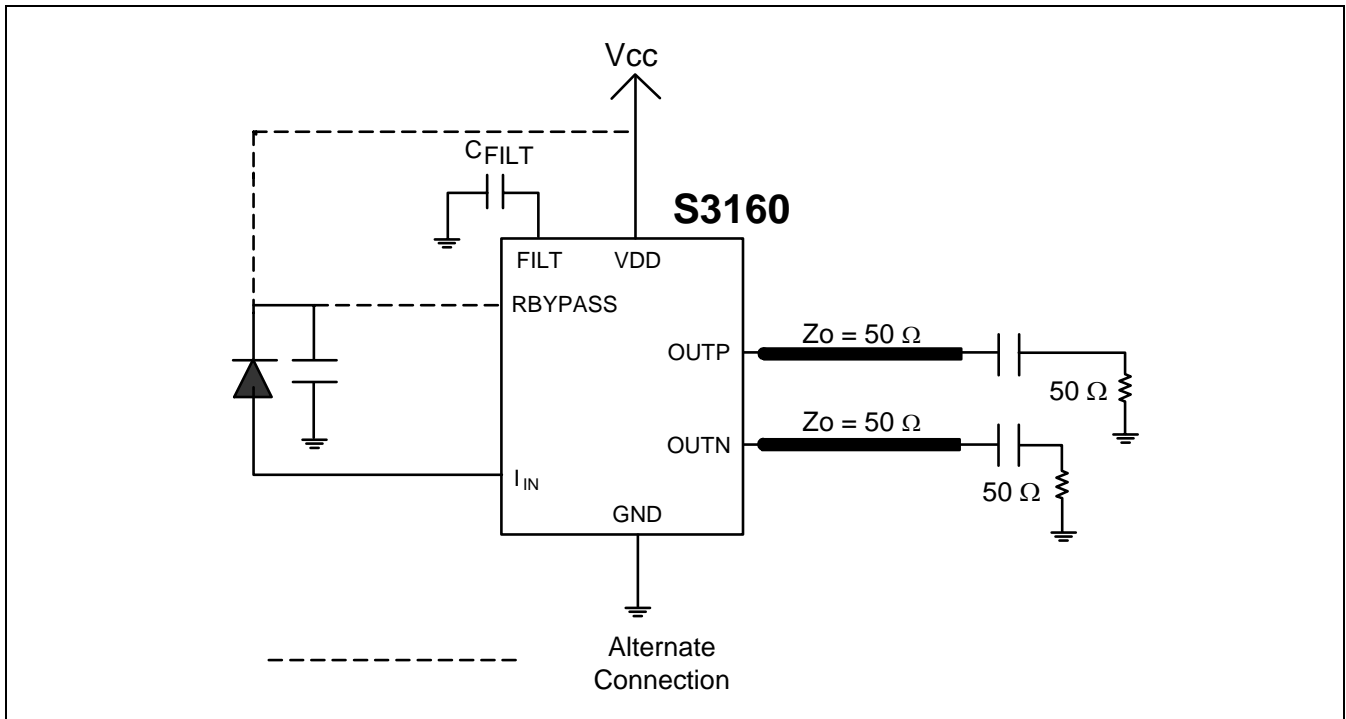 Vcc
CFILT
S3160
FILT
VDD
RBYPASS
OUTP
Zo = 50 Ω
50 Ω
OUTN
Zo = 50 Ω
50 Ω
IIN
GND
Alternate
Connection